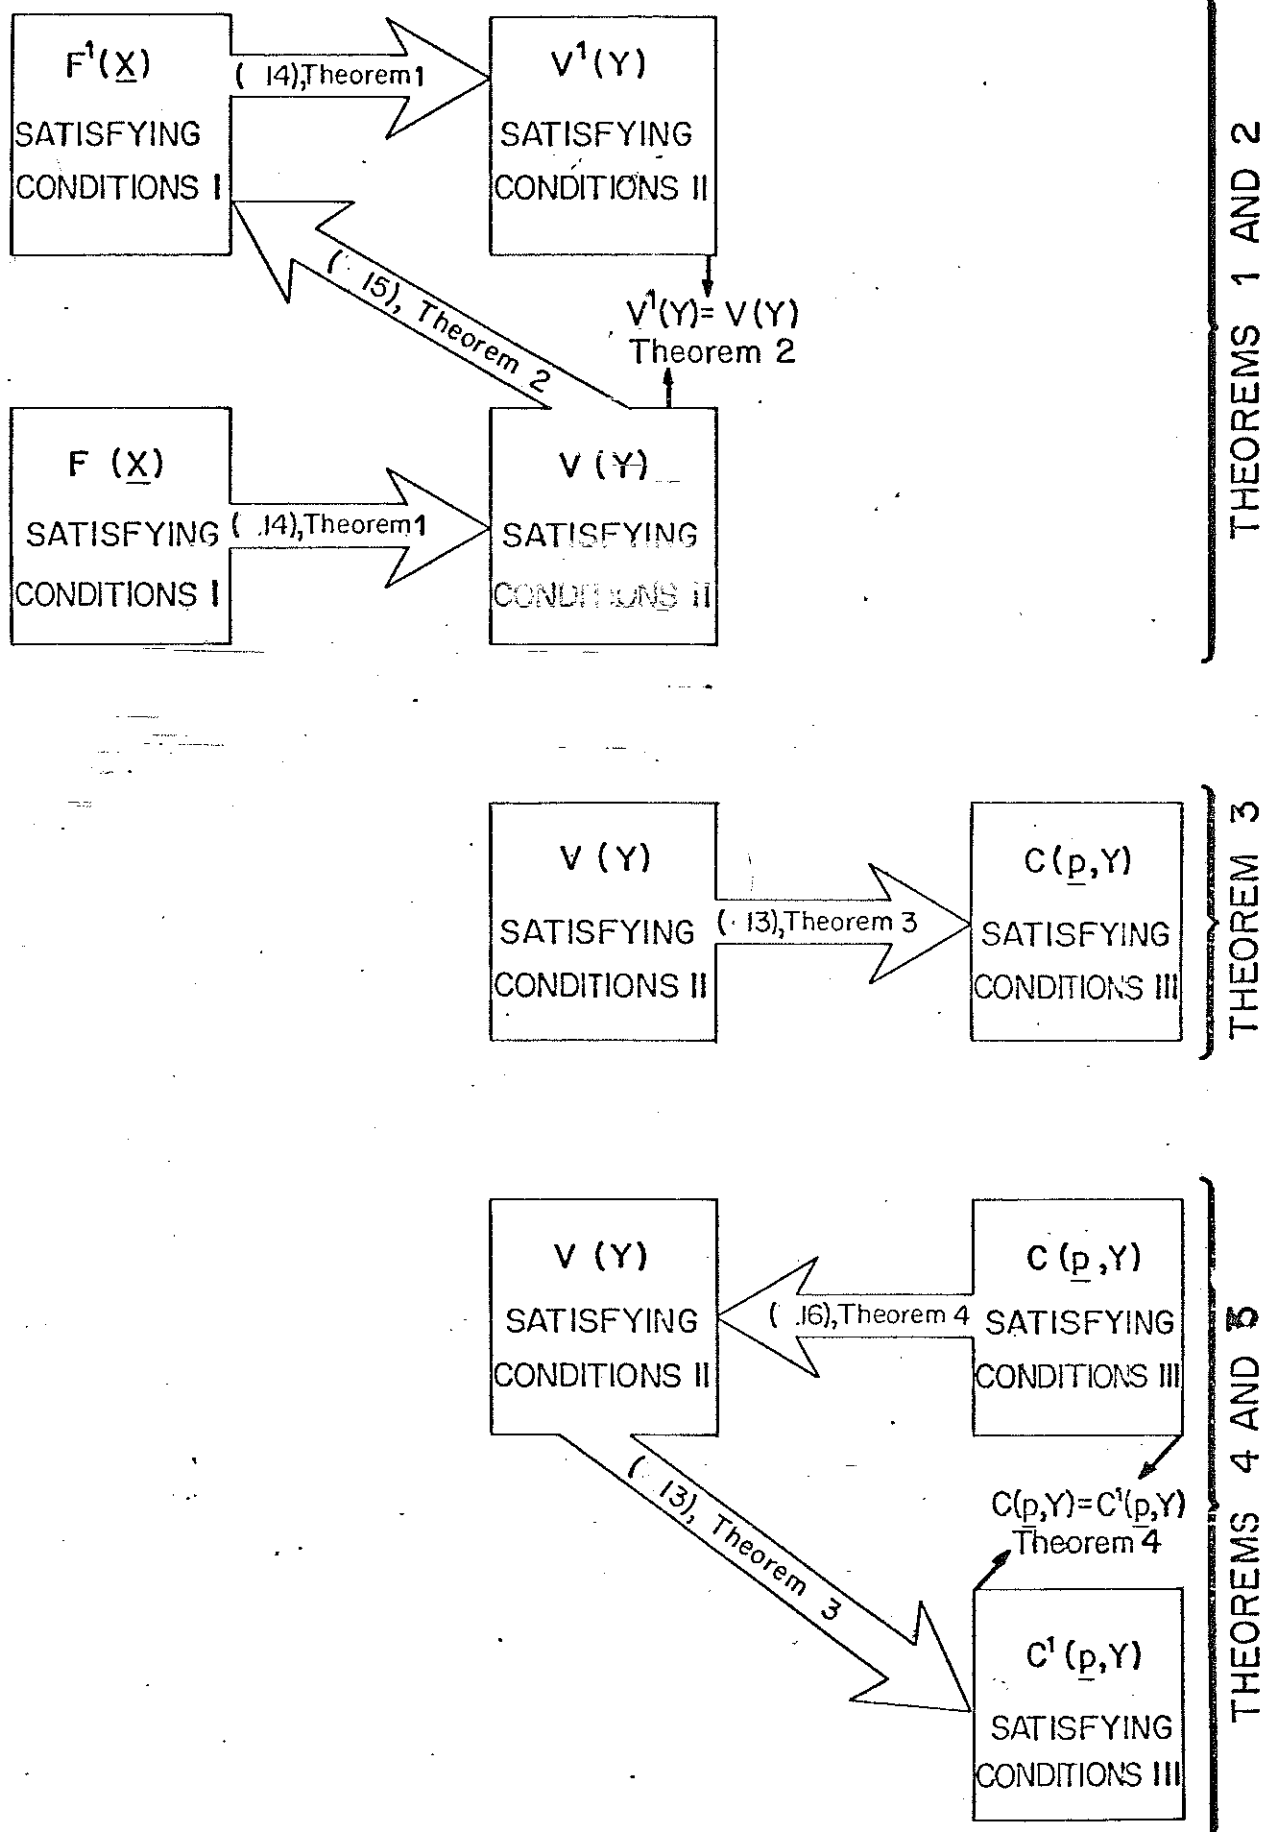 F¹(X)
SATISFYING
CONDITIONS I
( 14),Theorem 1
V¹(Y)
SATISFYING
CONDITIONS II
( 15), Theorem 2
V¹(Y)= V(Y)
Theorem 2
F (X)
SATISFYING
CONDITIONS I
( .14),Theorem 1
V (Y)
SATISFYING
CONDITIONS II
THEOREMS 1 AND 2
V (Y)
SATISFYING
CONDITIONS II
( 13),Theorem 3
C(p,Y)
SATISFYING
CONDITIONS III
THEOREM 3
V (Y)
SATISFYING
CONDITIONS II
( .16),Theorem 4
C (p,Y)
SATISFYING
CONDITIONS III
( 13), Theorem 3
C(p,Y)=C¹(p,Y)
Theorem 4
C¹(p,Y)
SATISFYING
CONDITIONS III
THEOREMS 4 AND